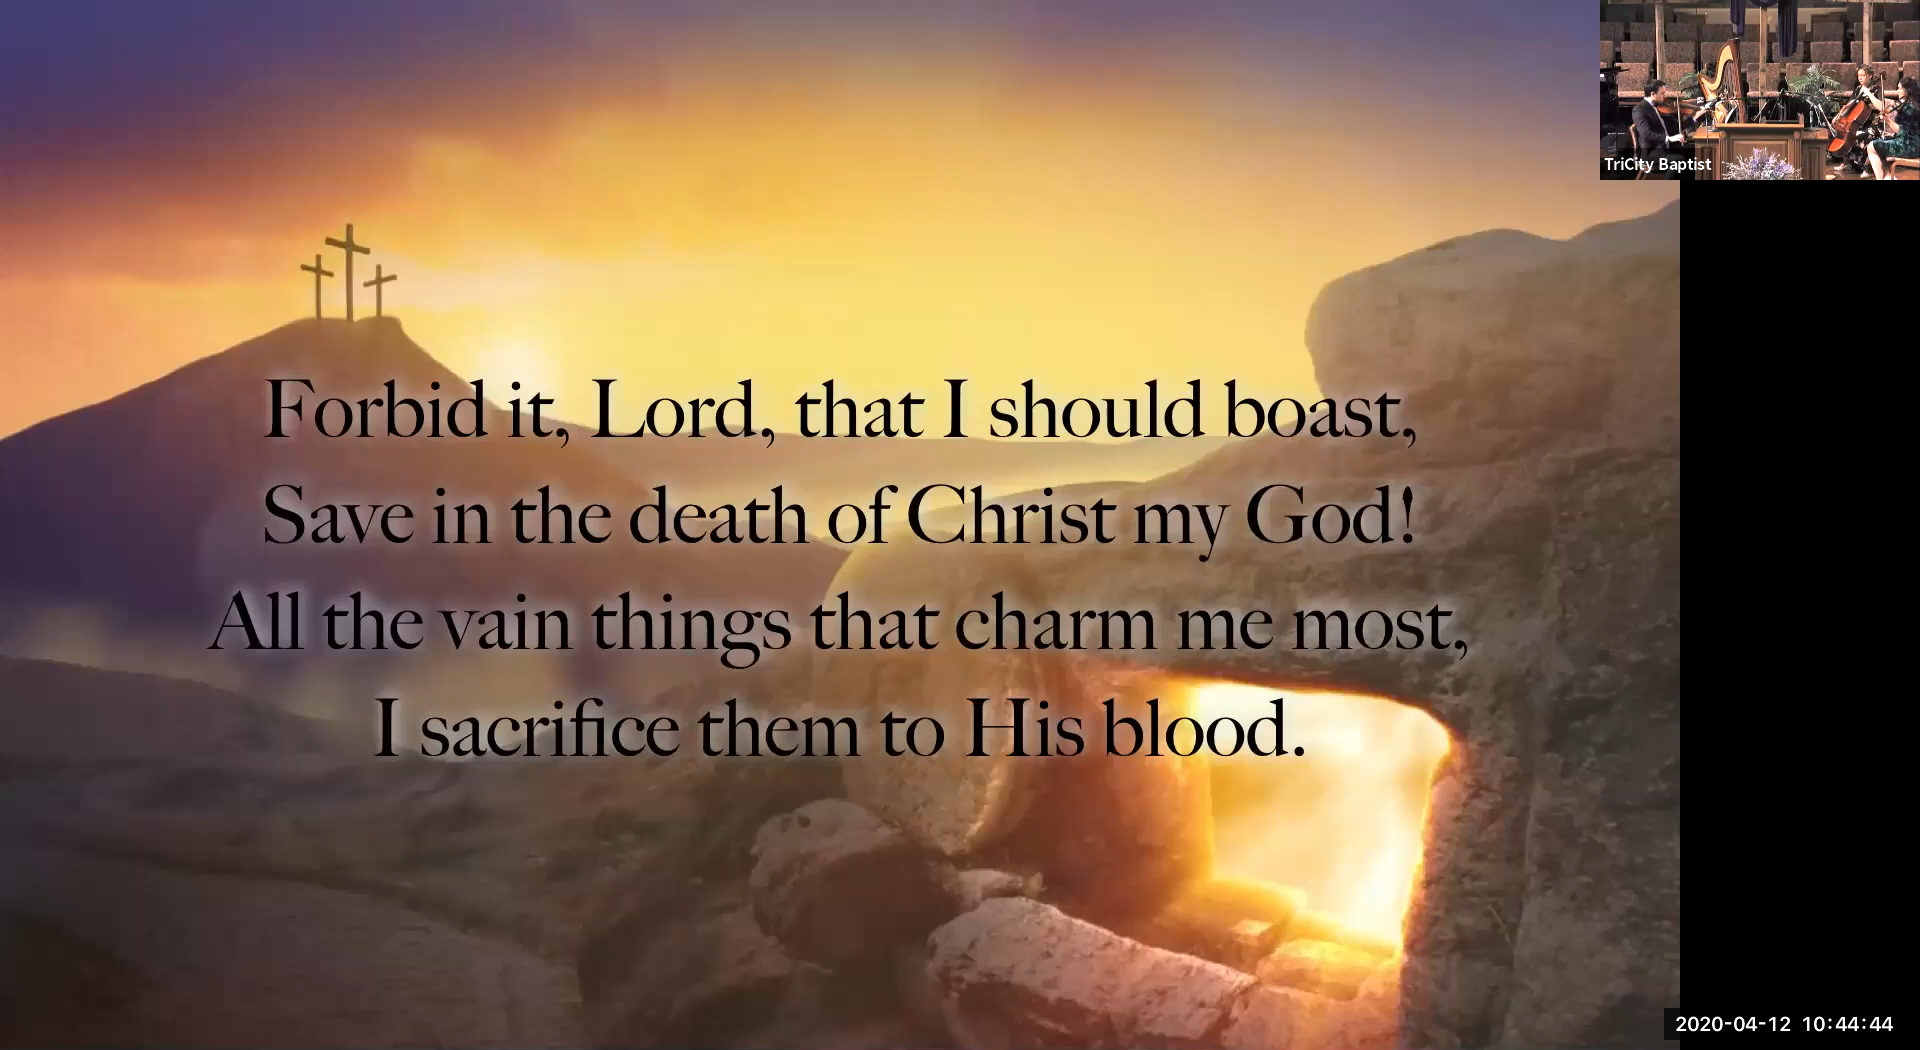 TriCity Baptist
Forbid it, Lord, that I should boast,
Save in the death of Christ my God!
All the vain things that charm me most,
I sacrifice them to His blood.
2020-04-12 10:44:44